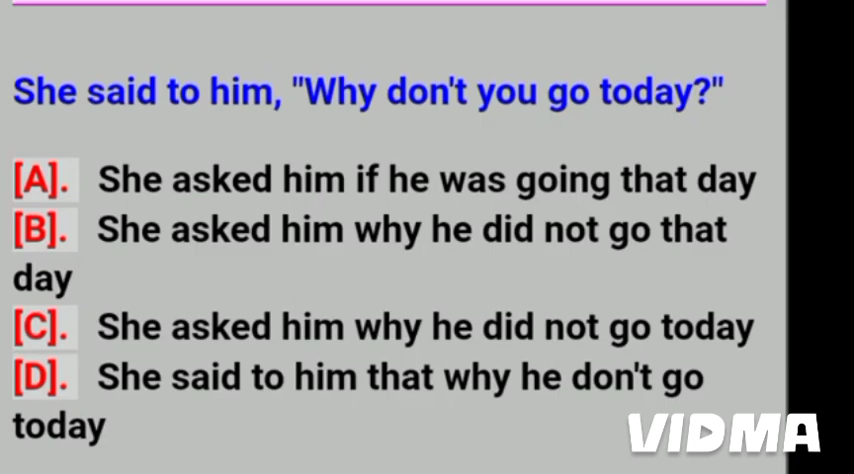 She said to him, "Why don't you go today?"
[A]. She asked him if he was going that day
[B]. She asked him why he did not go that
day
[C]. She asked him why he did not go today
[D]. She said to him that why he don't go
today
VIDMA